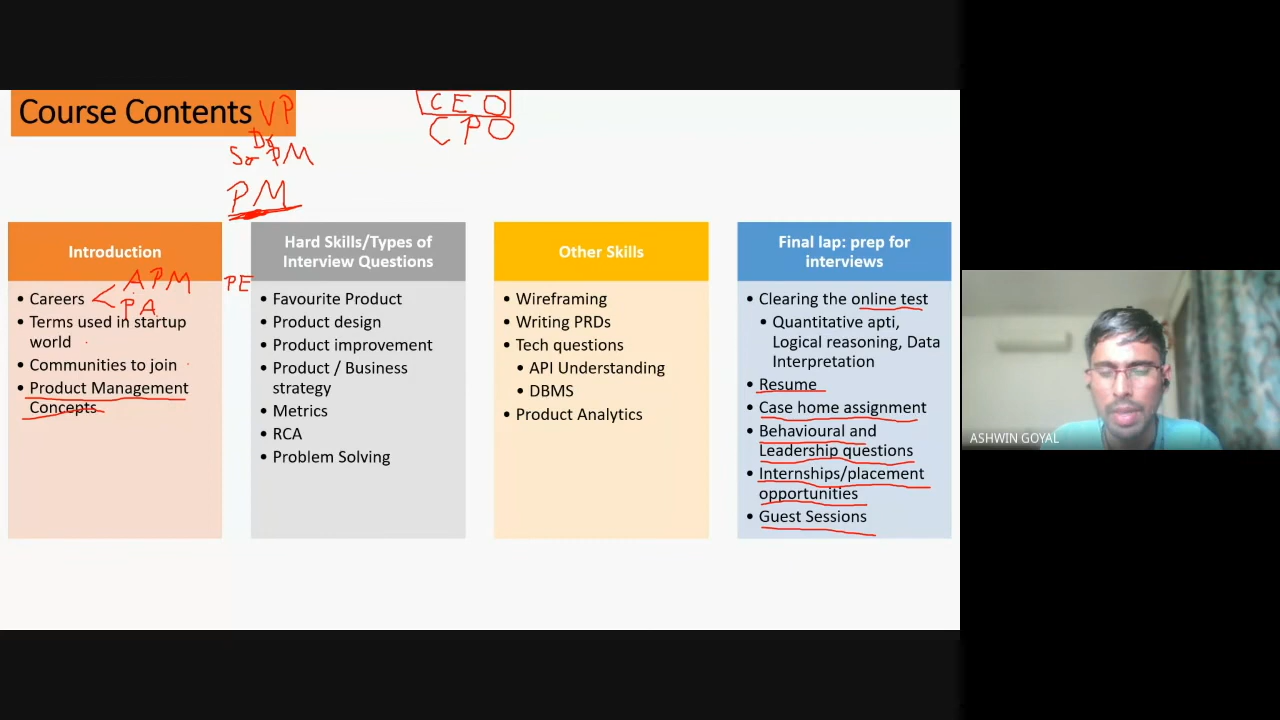 Course Contents VP
CEO
CPO
Dr
Sr PM
PM
Introduction
APM
• Careers
PA
• Terms used in startup
world
• Communities to join
• Product Management
Concepts
PE
Hard Skills/Types of
Interview Questions
• Favourite Product
• Product design
• Product improvement
• Product / Business
strategy
• Metrics
• RCA
• Problem Solving
Other Skills
• Wireframing
• Writing PRDs
• Tech questions
• API Understanding
• DBMS
• Product Analytics
Final lap: prep for
interviews
• Clearing the online test
• Quantitative apti,
Logical reasoning, Data
Interpretation
• Resume
• Case home assignment
• Behavioural and
Leadership questions
• Internships/placement
opportunities
• Guest Sessions
ASHWIN GOYAL